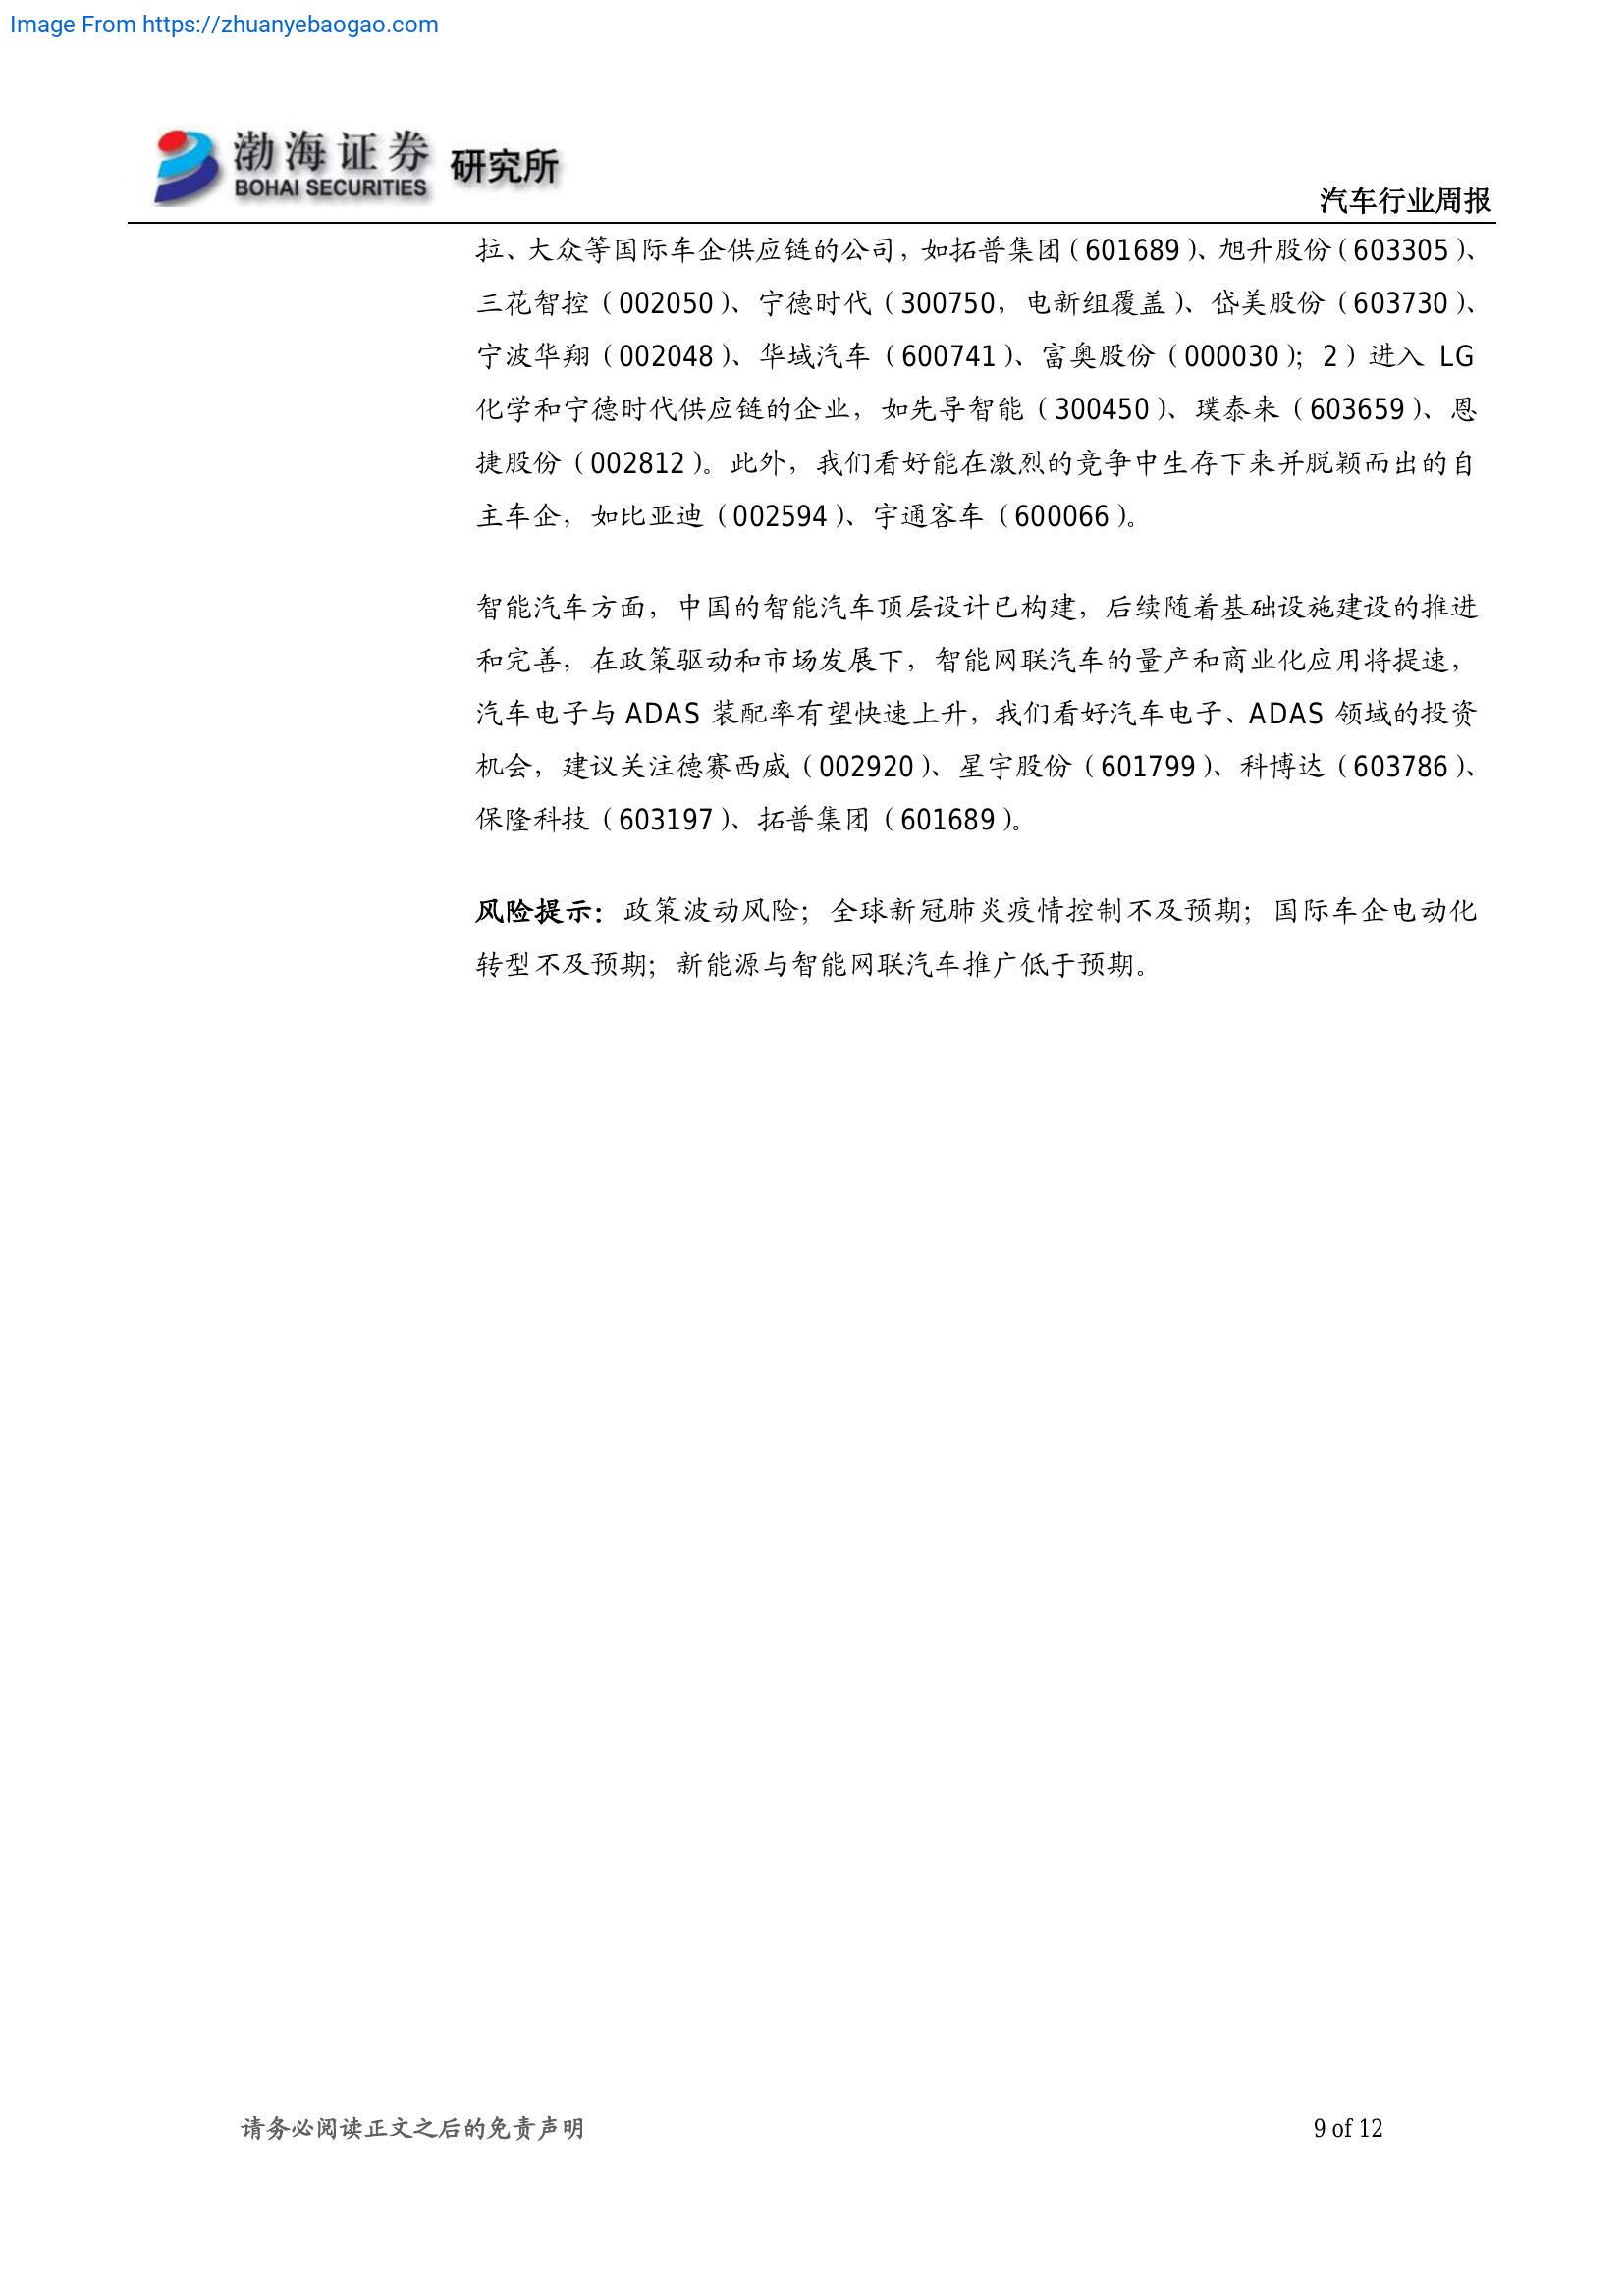 Image From https://zhuanyebaogao.com
渤海证券 研究所
BOHAI SECURITIES
汽车行业周报
拉、大众等国际车企供应链的公司，如拓普集团（601689）、旭升股份（603305）、
三花智控（002050）、宁德时代（300750，电新组覆盖）、岱美股份（603730）、
宁波华翔（002048）、华域汽车（600741）、富奥股份（000030）；2）进入 LG
化学和宁德时代供应链的企业，如先导智能（300450）、璞泰来（603659）、恩
捷股份（002812）。此外，我们看好能在激烈的竞争中生存下来并脱颖而出的自
主车企，如比亚迪（002594）、宇通客车（600066）。
智能汽车方面，中国的智能汽车顶层设计已构建，后续随着基础设施建设的推进
和完善，在政策驱动和市场发展下，智能网联汽车的量产和商业化应用将提速，
汽车电子与 ADAS 装配率有望快速上升，我们看好汽车电子、ADAS 领域的投资
机会，建议关注德赛西威（002920）、星宇股份（601799）、科博达（603786）、
保隆科技（603197）、拓普集团（601689）。
风险提示：政策波动风险；全球新冠肺炎疫情控制不及预期；国际车企电动化
转型不及预期；新能源与智能网联汽车推广低于预期。
请务必阅读正文之后的免责声明
9 of 12